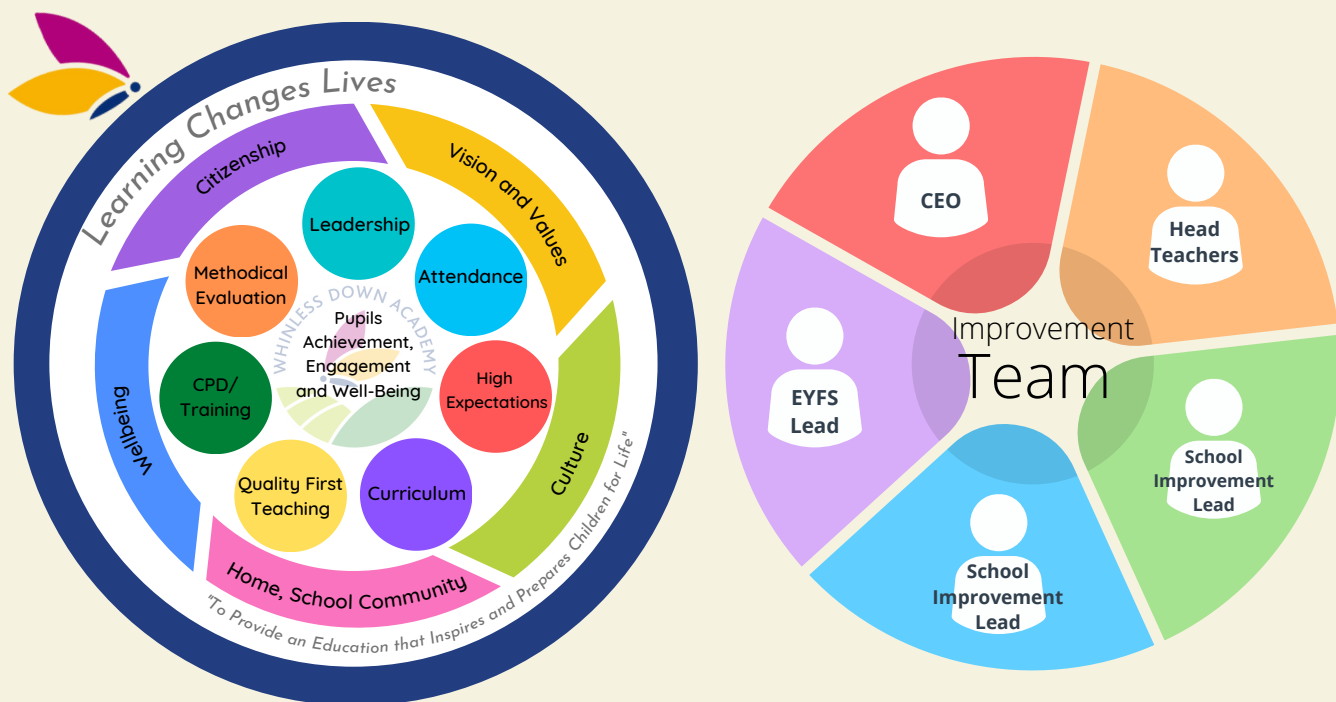 Learning Changes Lives
Citizenship
Vision and Values
Culture
Home, School Community
Wellbeing
Leadership
Attendance
High
Expectations
Curriculum
Quality First
Teaching
CPD/
Training
Methodical
Evaluation
WHINLESS DOWN ACADEMY
Pupils
Achievement,
Engagement
and Well-Being
"To Provide an Education that Inspires and Prepares Children for Life"
Improvement
Team
CEO
Head
Teachers
School
Improvement
Lead
School
Improvement
Lead
EYFS
Lead